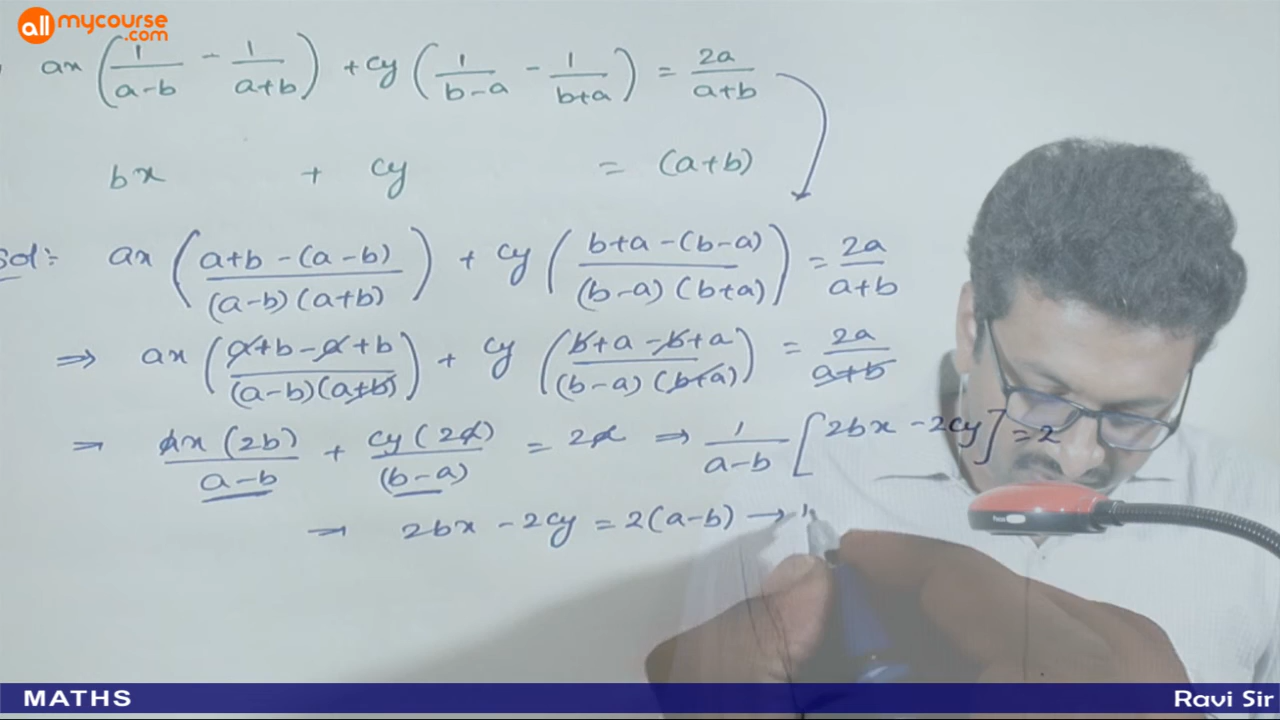 allmycourse.com
ax (1/(a-b) - 1/(a+b)) + cy (1/(b-a) - 1/(b+a)) = 2a/(a+b)
bx + cy = (a+b)
Sol: ax ((a+b-(a-b))/((a-b)(a+b))) + cy ((b+a-(b-a))/((b-a)(b+a))) = 2a/(a+b)
⇒ ax ((a+b-a+b)/((a-b)(a+b))) + cy ((b+a-b+a)/((b-a)(b+a))) = 2a/(a+b)
⇒ ax(2b)/(a-b) + cy(2a)/(b-a) = 2a ⇒ 1/(a-b) [2bx - 2cy] = 2
⇒ 2bx - 2cy = 2(a-b) → 1
MATHS
Ravi Sir